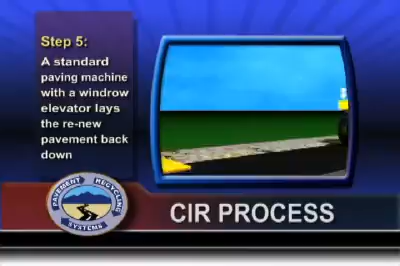 Step 5:
A standard
paving machine
with a windrow
elevator lays
the re-new
pavement back
down
PAVEMENT RECYCLING
SYSTEMS
CIR PROCESS